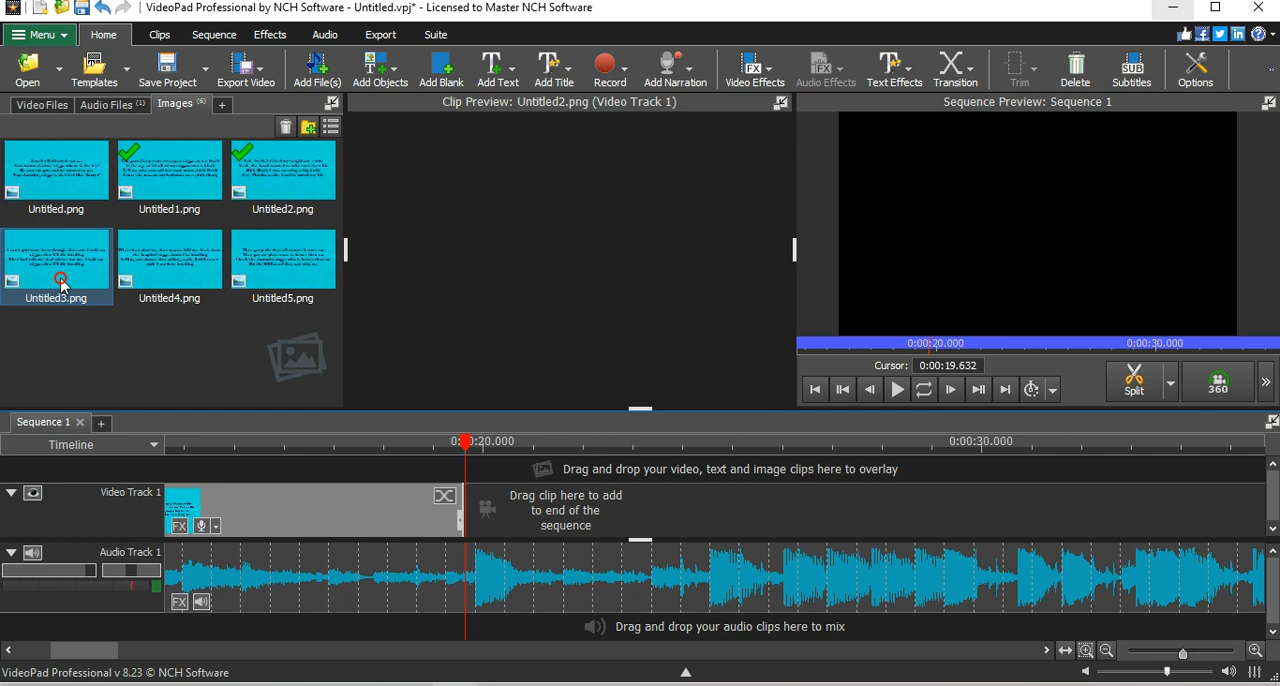 VideoPad Professional by NCH Software - Untitled.vpj* - Licensed to Master NCH Software
Menu Home Clips Sequence Effects Audio Export Suite
Open Templates Save Project Export Video Add File(s) Add Objects Add Blank Add Text Add Title Record Add Narration Video Effects Audio Effects Text Effects Transition Trim Delete Subtitles Options
Video Files Audio Files (1) Images (6) +
Clip Preview: Untitled2.png (Video Track 1)
Sequence Preview: Sequence 1
Untitled.png Untitled1.png Untitled2.png
Untitled3.png Untitled4.png Untitled5.png
0:00:20.000 0:00:30.000
Cursor: 0:00:19.632
Split 360
Sequence 1
Timeline 0:00:20.000 0:00:30.000
Drag and drop your video, text and image clips here to overlay
Video Track 1
FX
Drag clip here to add
to end of the
sequence
Audio Track 1
FX
Drag and drop your audio clips here to mix
VideoPad Professional v 8.23 © NCH Software